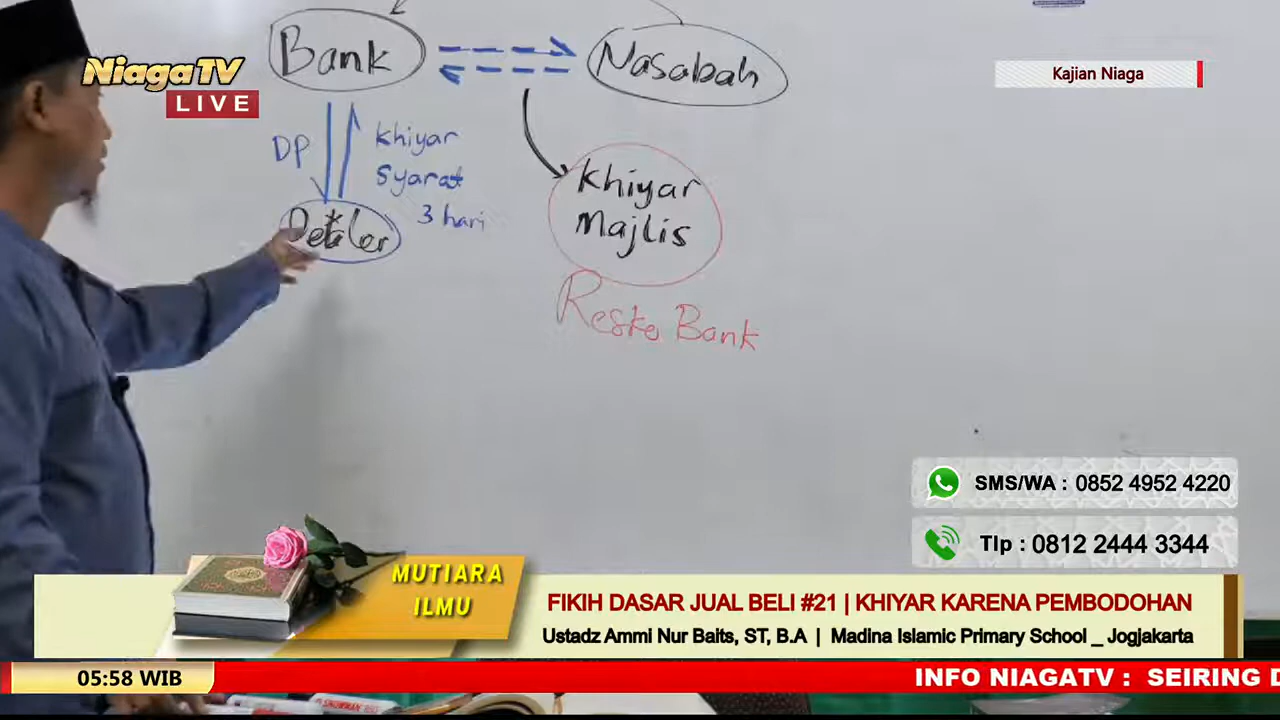 Bank
Nasabah
NiagaTV
LIVE
Kajian Niaga
DP
Khiyar
Syarat
3 hari
Khiyar
Majlis
Resko Bank
SMS/WA : 0852 4952 4220
Tlp : 0812 2444 3344
MUTIARA
ILMU
FIKIH DASAR JUAL BELI #21 | KHIYAR KARENA PEMBODOHAN
Ustadz Ammi Nur Baits, ST, B.A | Madina Islamic Primary School _ Jogjakarta
05:58 WIB
INFO NIAGATV : SEIRING D
SNOWMAN